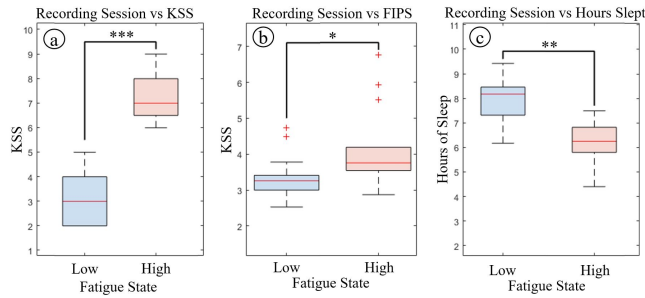 Recording Session vs KSS
a
***
10
9
8
7
6
5
4
3
2
1
KSS
Low
High
Fatigue State
Recording Session vs FIPS
b
*
7
6
5
4
3
2
KSS
Low
High
Fatigue State
Recording Session vs Hours Slept
c
**
11
10
9
8
7
6
5
4
3
2
Hours of Sleep
Low
High
Fatigue State